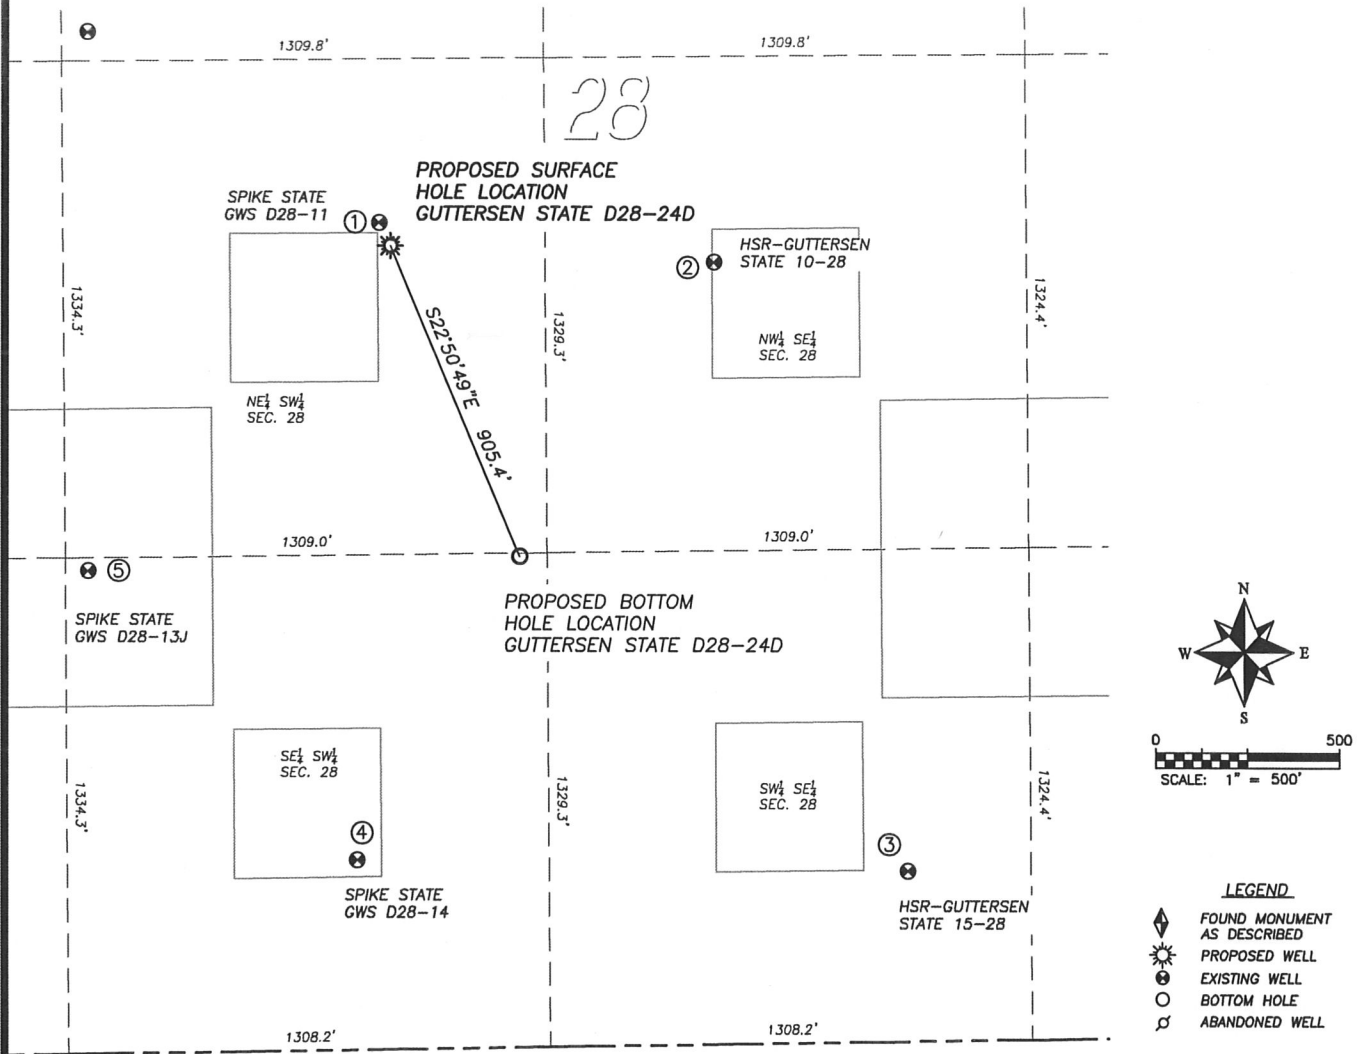 1309.8'
1309.8'
28
PROPOSED SURFACE
HOLE LOCATION
GUTTERSEN STATE D28-24D
SPIKE STATE
GWS D28-11
①
②
HSR-GUTTERSEN
STATE 10-28
1334.3'
1329.3'
1324.4'
S22°50'49"E 905.4'
NW¼ SE¼
SEC. 28
NE¼ SW¼
SEC. 28
1309.0'
1309.0'
⑤
SPIKE STATE
GWS D28-13J
PROPOSED BOTTOM
HOLE LOCATION
GUTTERSEN STATE D28-24D
N
W
E
S
0
500
SCALE: 1" = 500'
SE¼ SW¼
SEC. 28
SW¼ SE¼
SEC. 28
1334.3'
1329.3'
1324.4'
④
③
SPIKE STATE
GWS D28-14
HSR-GUTTERSEN
STATE 15-28
LEGEND
FOUND MONUMENT
AS DESCRIBED
PROPOSED WELL
EXISTING WELL
BOTTOM HOLE
ABANDONED WELL
1308.2'
1308.2'